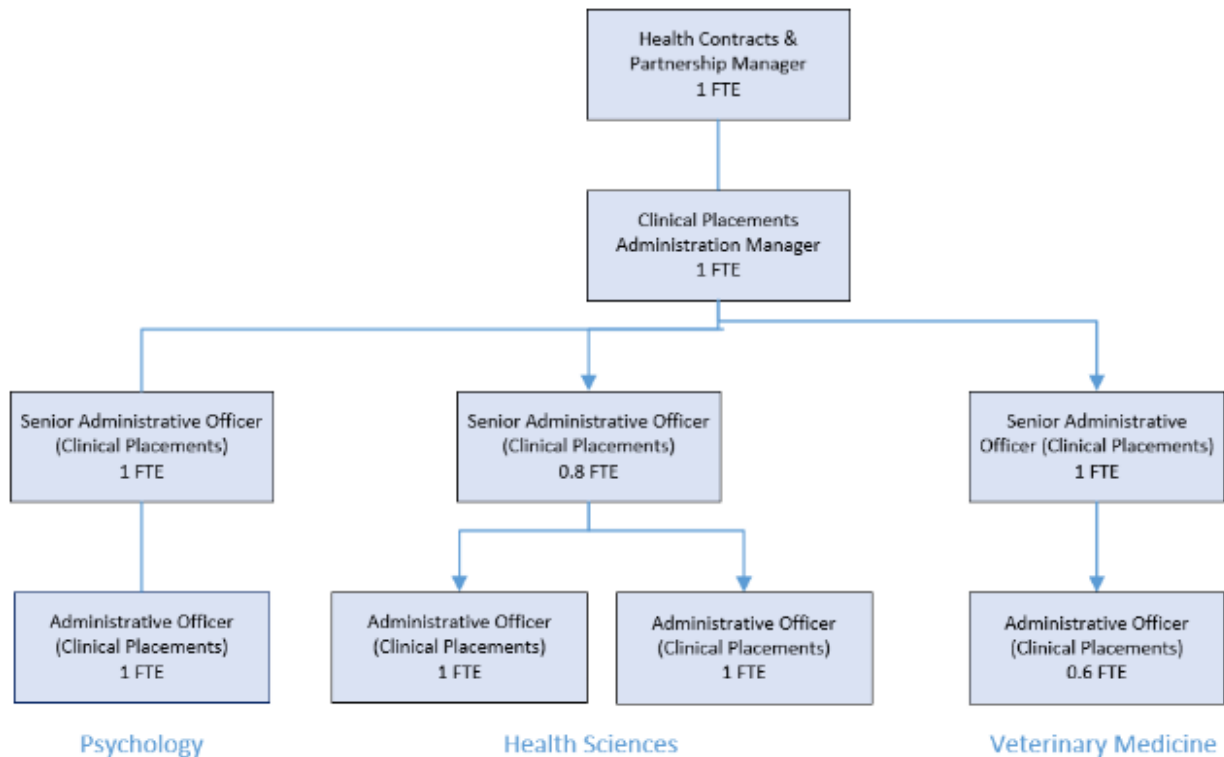 Health Contracts &
Partnership Manager
1 FTE
Clinical Placements
Administration Manager
1 FTE
Senior Administrative Officer
(Clinical Placements)
1 FTE
Senior Administrative Officer
(Clinical Placements)
0.8 FTE
Senior Administrative
Officer (Clinical Placements)
1 FTE
Administrative Officer
(Clinical Placements)
1 FTE
Administrative Officer
(Clinical Placements)
1 FTE
Administrative Officer
(Clinical Placements)
1 FTE
Administrative Officer
(Clinical Placements)
0.6 FTE
Psychology
Health Sciences
Veterinary Medicine